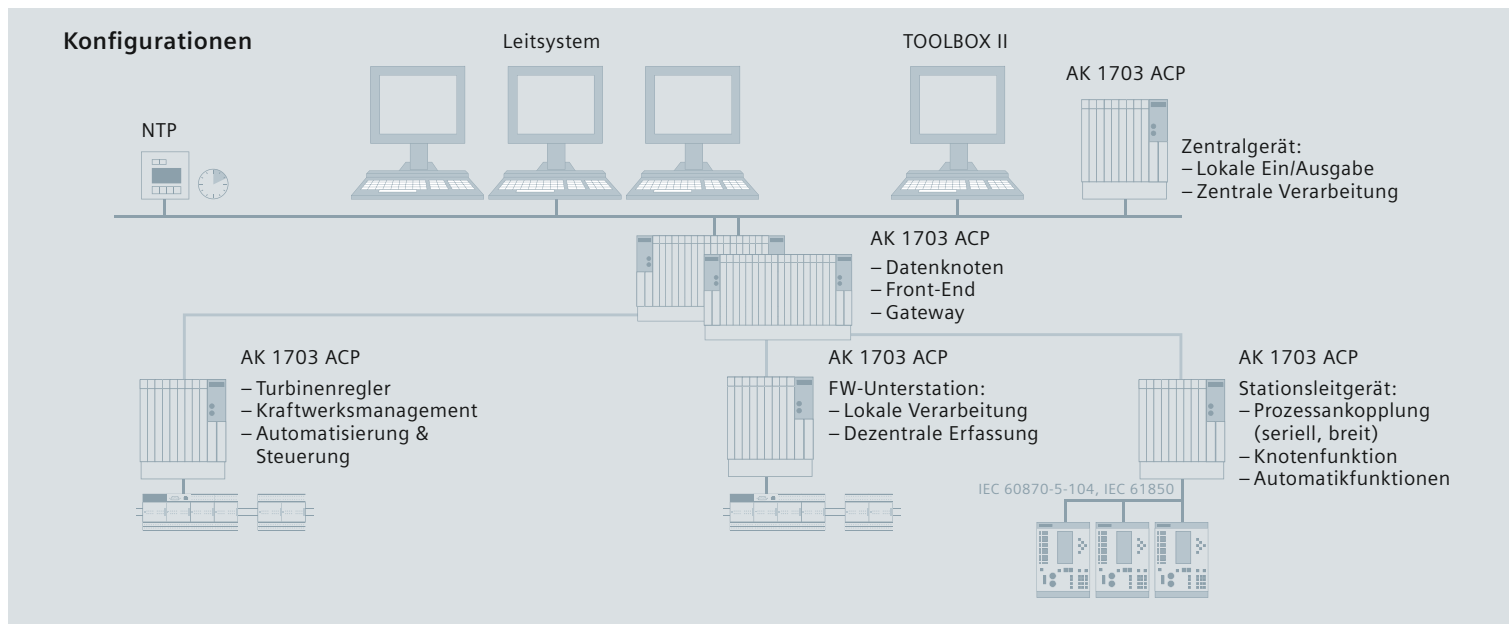 Konfigurationen
Leitsystem
TOOLBOX II
AK 1703 ACP
NTP
Zentralgerät:
– Lokale Ein/Ausgabe
– Zentrale Verarbeitung
AK 1703 ACP
– Datenknoten
– Front-End
– Gateway
AK 1703 ACP
– Turbinenregler
– Kraftwerksmanagement
– Automatisierung &
Steuerung
AK 1703 ACP
FW-Unterstation:
– Lokale Verarbeitung
– Dezentrale Erfassung
AK 1703 ACP
Stationsleitgerät:
– Prozessankopplung
(seriell, breit)
– Knotenfunktion
– Automatikfunktionen
IEC 60870-5-104, IEC 61850